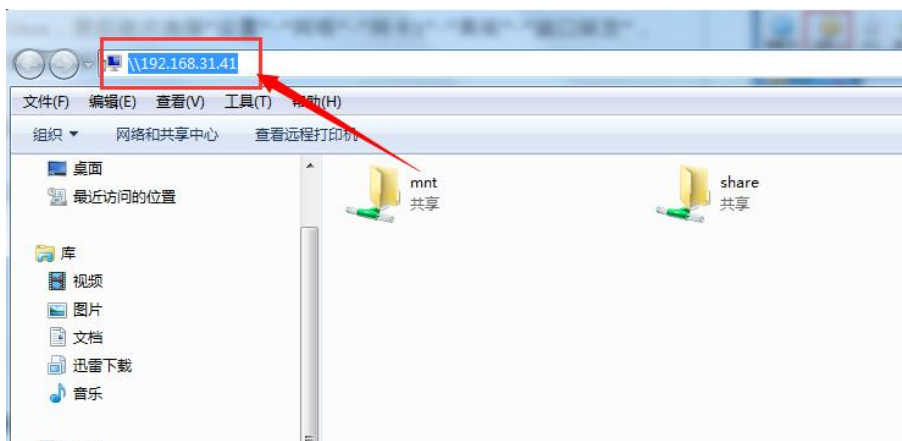 \\192.168.31.41
文件(F) 编辑(E) 查看(V) 工具(T) 帮助(H)
组织 网络和共享中心 查看远程打印机
桌面
最近访问的位置
库
视频
图片
文档
迅雷下载
音乐
mnt
共享
share
共享